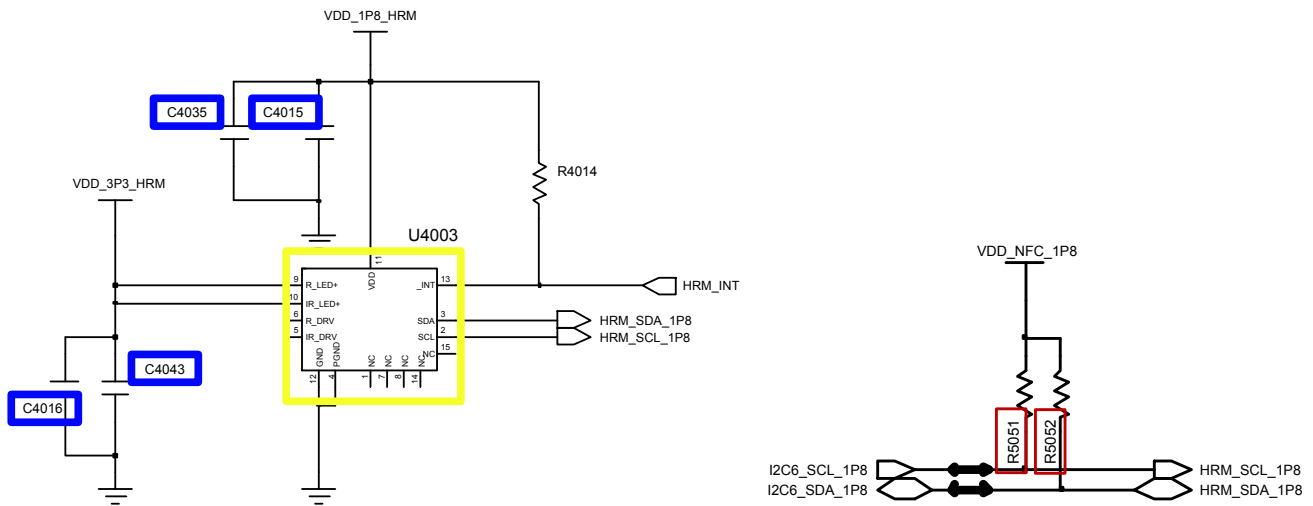 VDD_1P8_HRM
C4035
C4015
R4014
VDD_3P3_HRM
U4003
11
VDD
9
R_LED+
10
IR_LED+
6
R_DRV
5
IR_DRV
13
_INT
3
SDA
2
SCL
15
NC
GND
PGND
NC
NC
NC
NC
12
4
1
7
8
14
HRM_INT
HRM_SDA_1P8
HRM_SCL_1P8
C4043
C4016
VDD_NFC_1P8
R5051
R5052
I2C6_SCL_1P8
HRM_SCL_1P8
I2C6_SDA_1P8
HRM_SDA_1P8